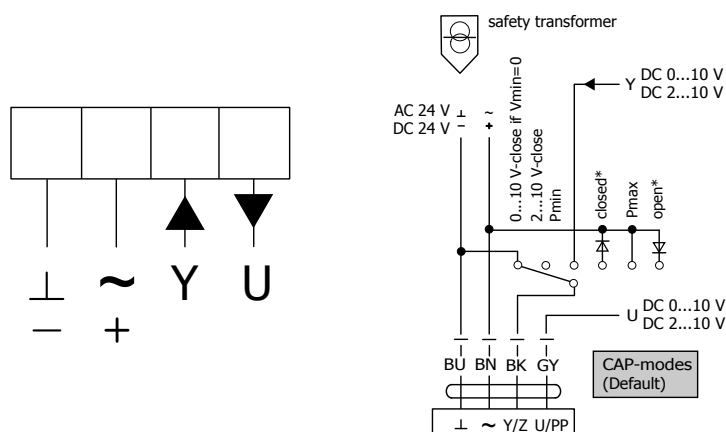 safety transformer
AC 24 V ⊥ ~
DC 24 V − +
0...10 V-close if Vmin=0
2...10 V-close
Pmin
Y DC 0...10 V
DC 2...10 V
closed*
Pmax
open*
⊥ ~ Y U
− +
U DC 0...10 V
DC 2...10 V
BU BN BK GY
CAP-modes
(Default)
⊥ ~ Y/Z U/PP